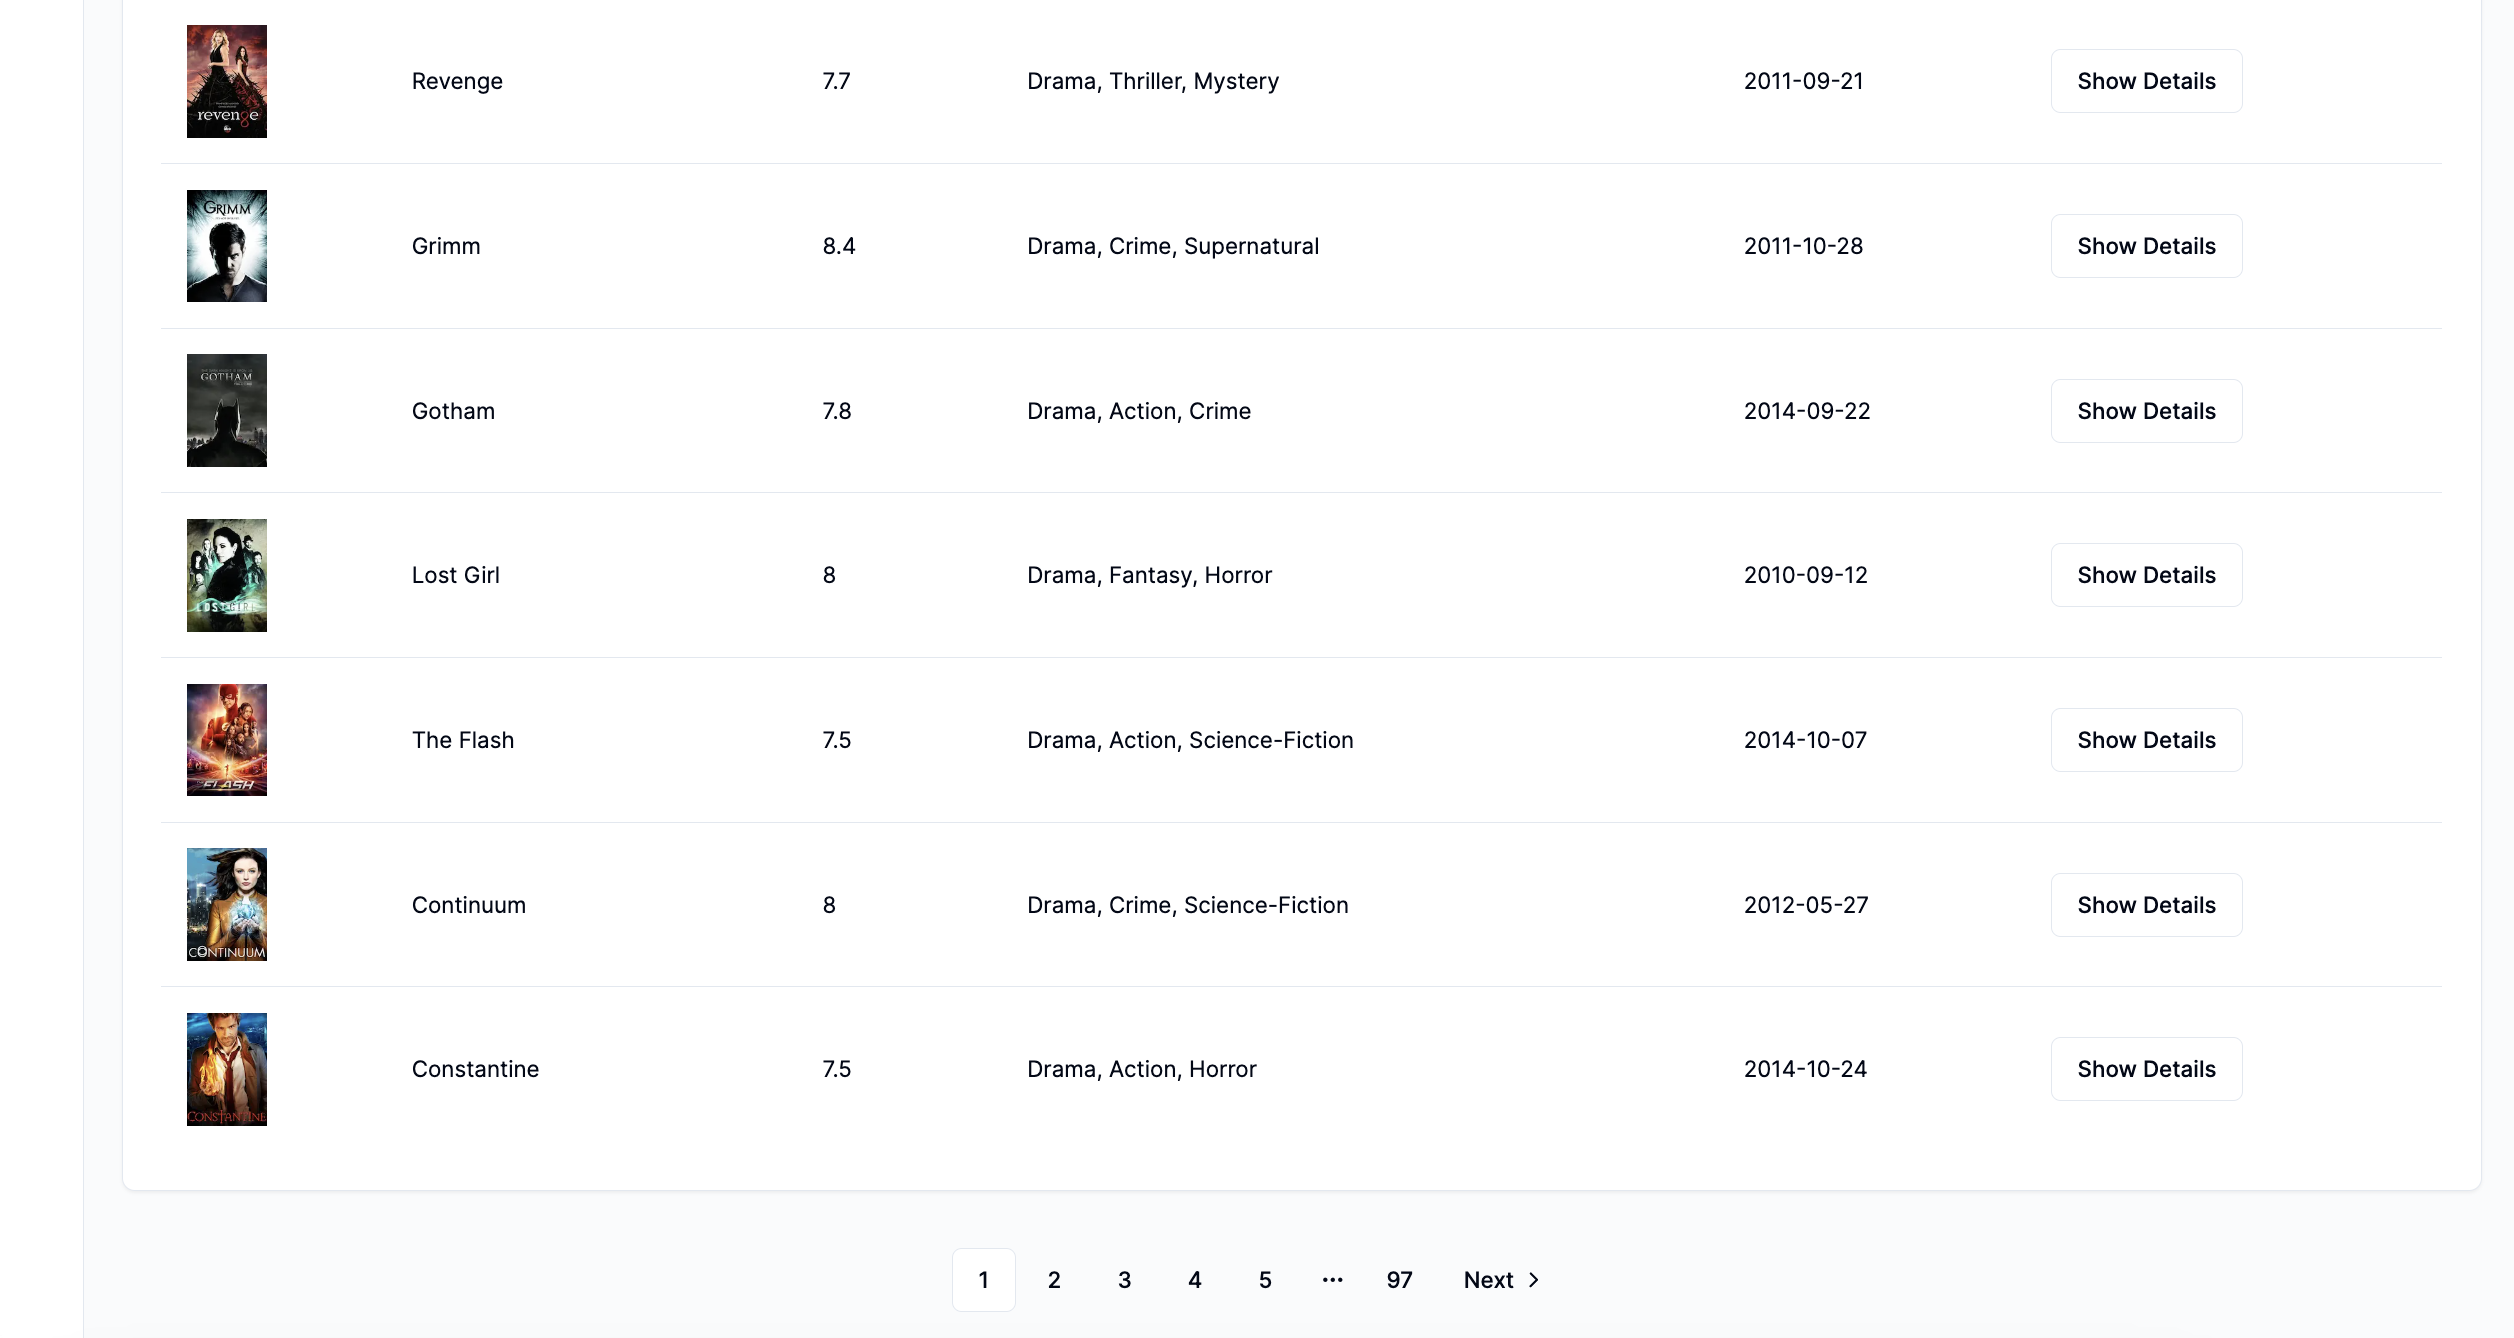 revenge
Revenge 7.7 Drama, Thriller, Mystery 2011-09-21 Show Details
GRIMM
Grimm 8.4 Drama, Crime, Supernatural 2011-10-28 Show Details
GOTHAM
Gotham 7.8 Drama, Action, Crime 2014-09-22 Show Details
LOST GIRL
Lost Girl 8 Drama, Fantasy, Horror 2010-09-12 Show Details
FLASH
The Flash 7.5 Drama, Action, Science-Fiction 2014-10-07 Show Details
CONTINUUM
Continuum 8 Drama, Crime, Science-Fiction 2012-05-27 Show Details
CONSTANTINE
Constantine 7.5 Drama, Action, Horror 2014-10-24 Show Details
1 2 3 4 5 ... 97 Next >